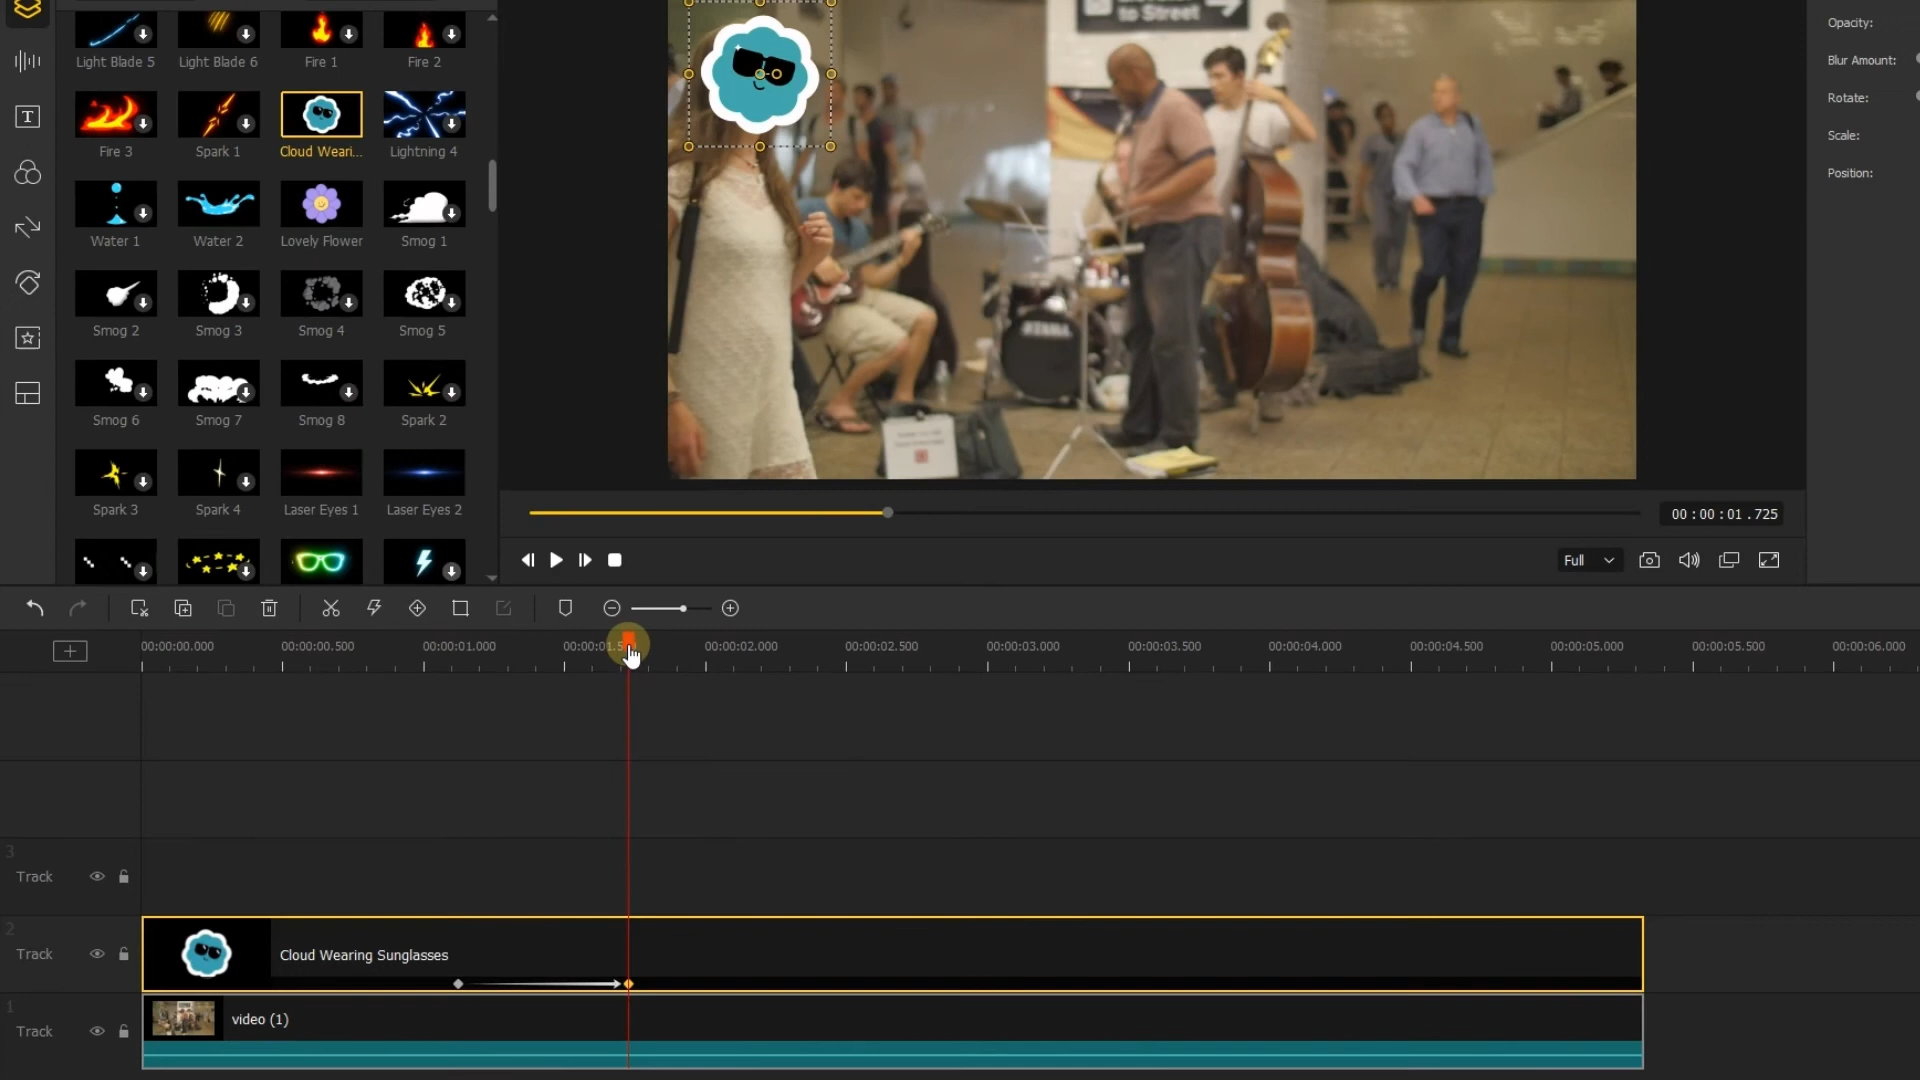 Light Blade 5
Light Blade 6
Fire 1
Fire 2
Fire 3
Spark 1
Cloud Weari...
Lightning 4
Water 1
Water 2
Lovely Flower
Smog 1
Smog 2
Smog 3
Smog 4
Smog 5
Smog 6
Smog 7
Smog 8
Spark 2
Spark 3
Spark 4
Laser Eyes 1
Laser Eyes 2
to Street
TAMA
Opacity:
Blur Amount:
Rotate:
Scale:
Position:
00:00:01.725
Full
00:00:00.000
00:00:00.500
00:00:01.000
00:00:01.5
00:00:02.000
00:00:02.500
00:00:03.000
00:00:03.500
00:00:04.000
00:00:04.500
00:00:05.000
00:00:05.500
00:00:06.000
3
Track
2
Track
Cloud Wearing Sunglasses
1
Track
video (1)